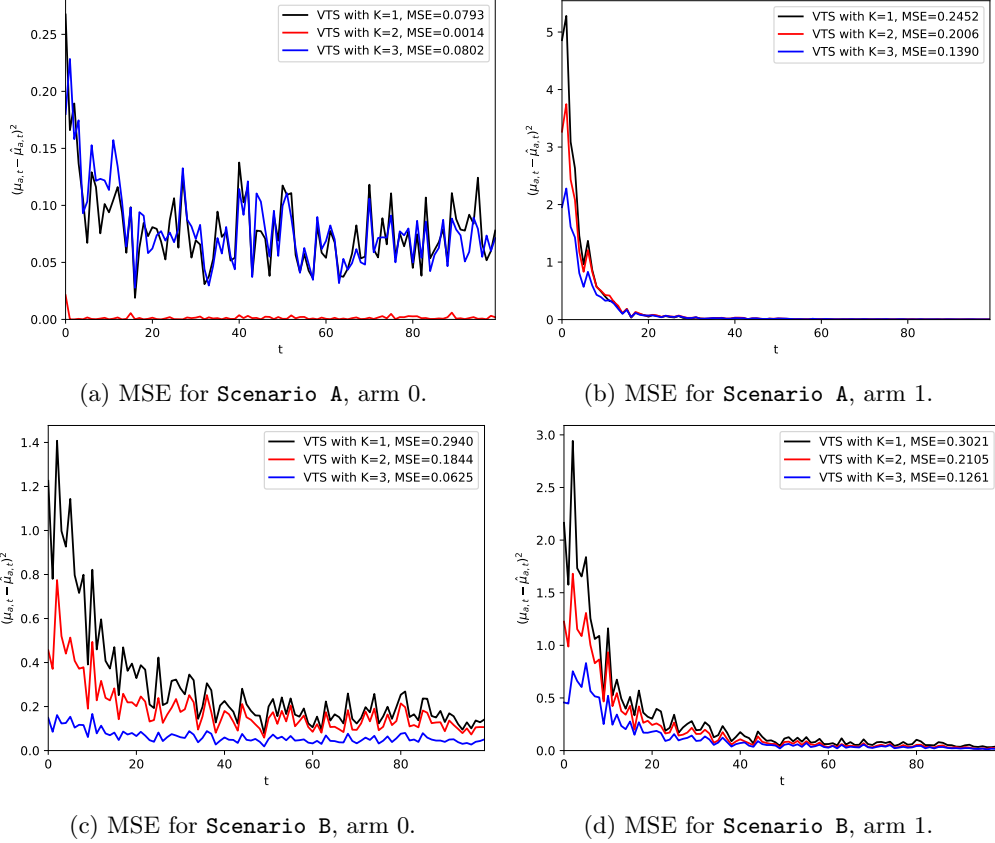 VTS with K=1, MSE=0.0793
VTS with K=2, MSE=0.0014
VTS with K=3, MSE=0.0802
0.25
0.20
0.15
0.10
0.05
0.00
(μₐ,ₜ − μ̂ₐ,ₜ)²
0 20 40 60 80
t
(a) MSE for Scenario A, arm 0.
VTS with K=1, MSE=0.2452
VTS with K=2, MSE=0.2006
VTS with K=3, MSE=0.1390
5
4
3
2
1
0
(μₐ,ₜ − μ̂ₐ,ₜ)²
0 20 40 60 80
t
(b) MSE for Scenario A, arm 1.
VTS with K=1, MSE=0.2940
VTS with K=2, MSE=0.1844
VTS with K=3, MSE=0.0625
1.4
1.2
1.0
0.8
0.6
0.4
0.2
0.0
(μₐ,ₜ − μ̂ₐ,ₜ)²
0 20 40 60 80
t
(c) MSE for Scenario B, arm 0.
VTS with K=1, MSE=0.3021
VTS with K=2, MSE=0.2105
VTS with K=3, MSE=0.1261
3.0
2.5
2.0
1.5
1.0
0.5
0.0
(μₐ,ₜ − μ̂ₐ,ₜ)²
0 20 40 60 80
t
(d) MSE for Scenario B, arm 1.